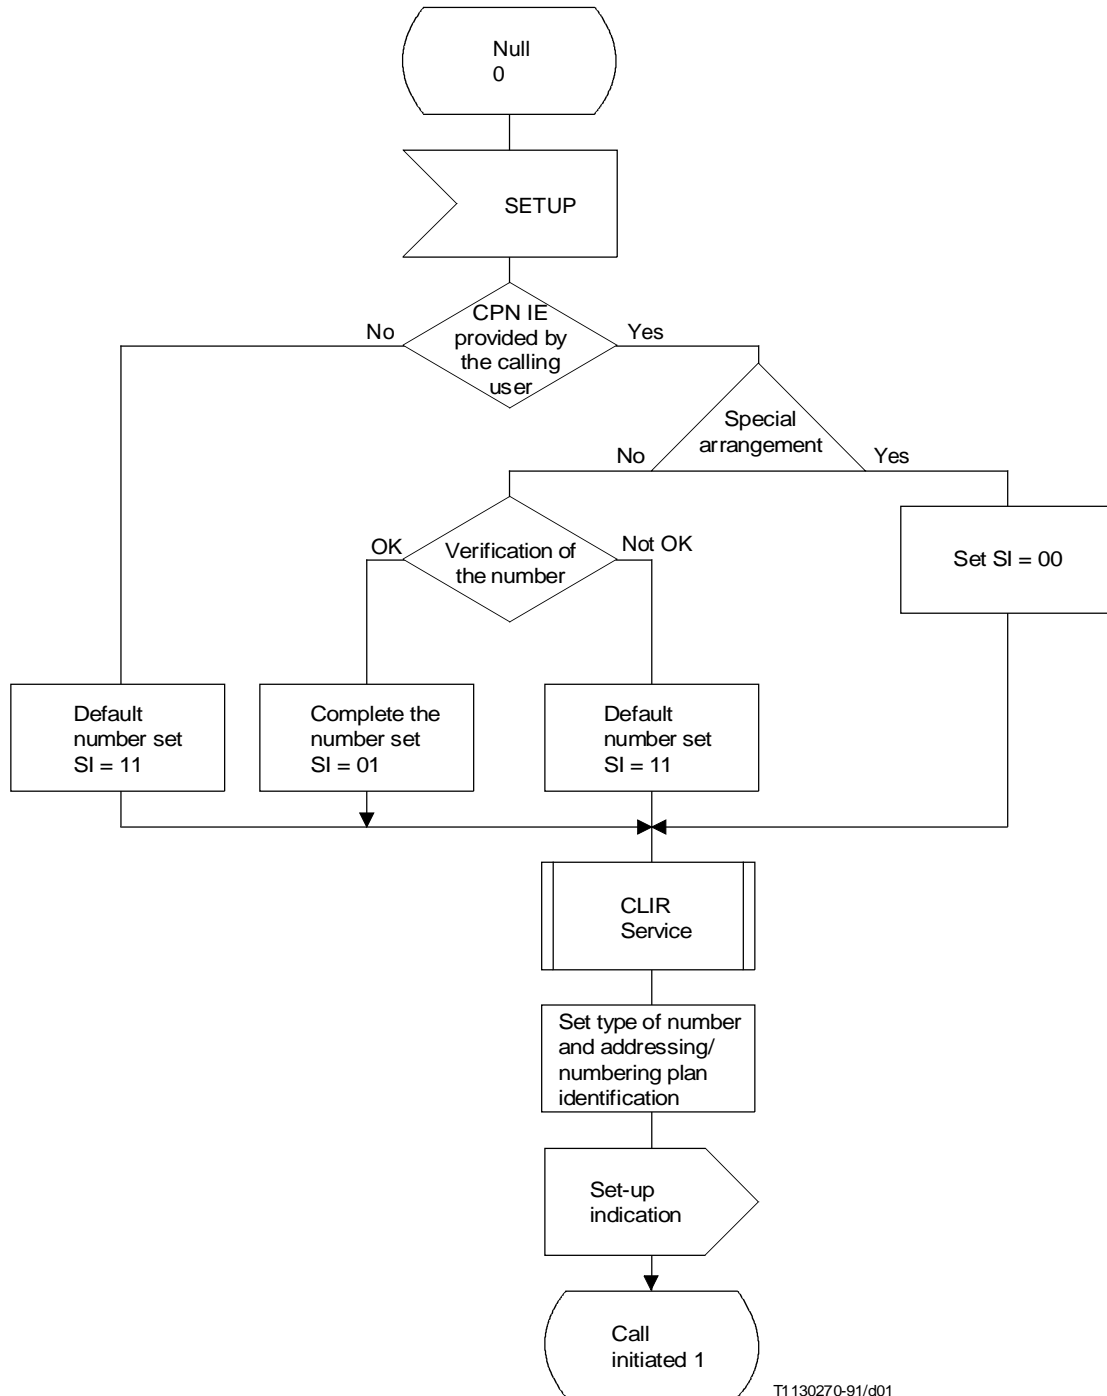 Null
0
SETUP
CPN IE
provided by
the calling
user
No
Yes
Special
arrangement
No
Yes
Verification of
the number
OK
Not OK
Set SI = 00
Default
number set
SI = 11
Complete the
number set
SI = 01
Default
number set
SI = 11
CLIR
Service
Set type of number
and addressing/
numbering plan
identification
Set-up
indication
Call
initiated 1
T1130270-91/d01